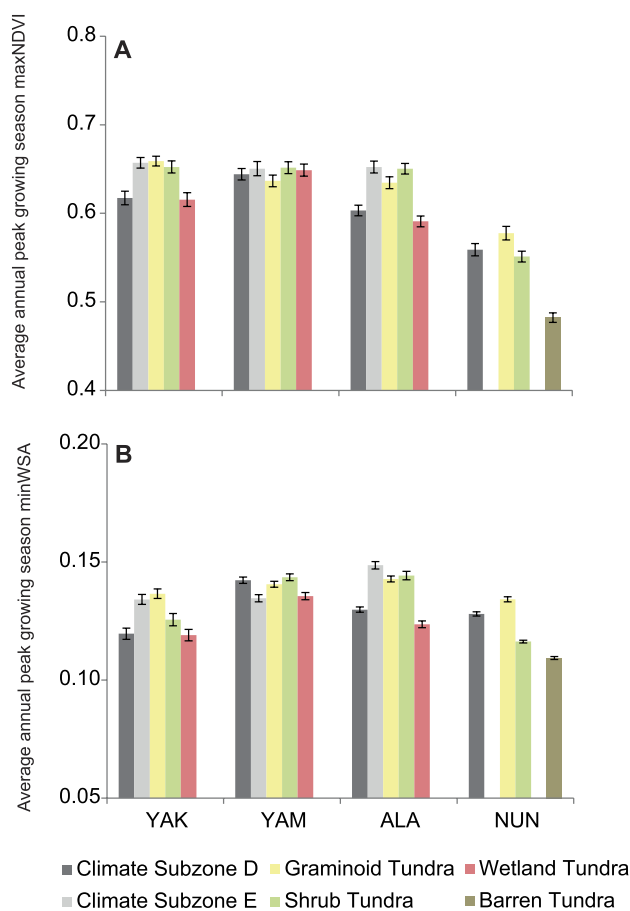 A
Average annual peak growing season maxNDVI
0.8
0.7
0.6
0.5
0.4
B
Average annual peak growing season minWSA
0.20
0.15
0.10
0.05
YAK YAM ALA NUN
Climate Subzone D Graminoid Tundra Wetland Tundra
Climate Subzone E Shrub Tundra Barren Tundra